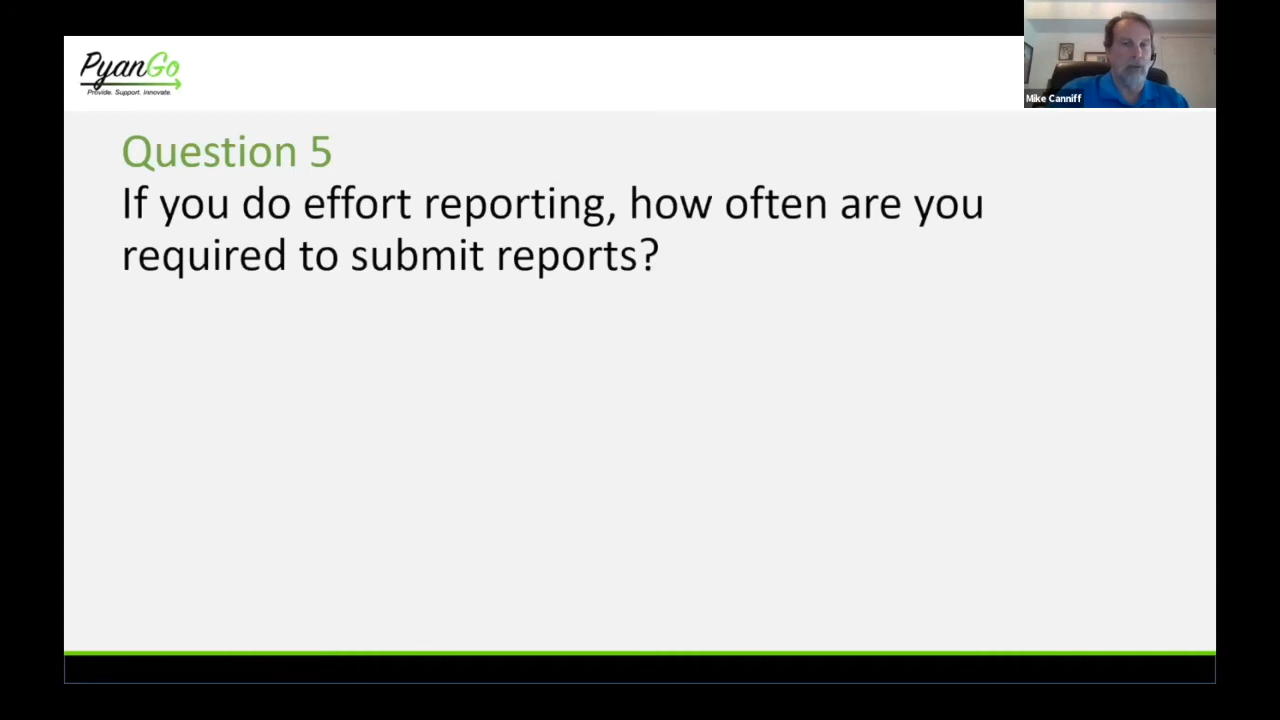 PyanGo
Provide. Support. Innovate.
Mike Canniff
Question 5
If you do effort reporting, how often are you
required to submit reports?